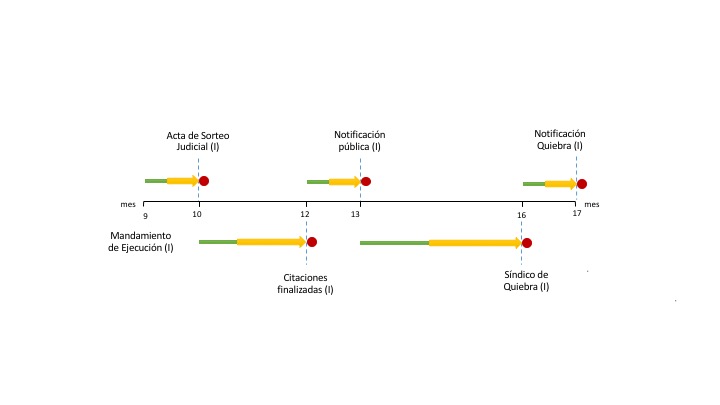 Acta de Sorteo
Judicial (I)
Notificación
pública (I)
Notificación
Quiebra (I)
mes
9
10
12
13
16
17
mes
Mandamiento
de Ejecución (I)
Citaciones
finalizadas (I)
Síndico de
Quiebra (I)